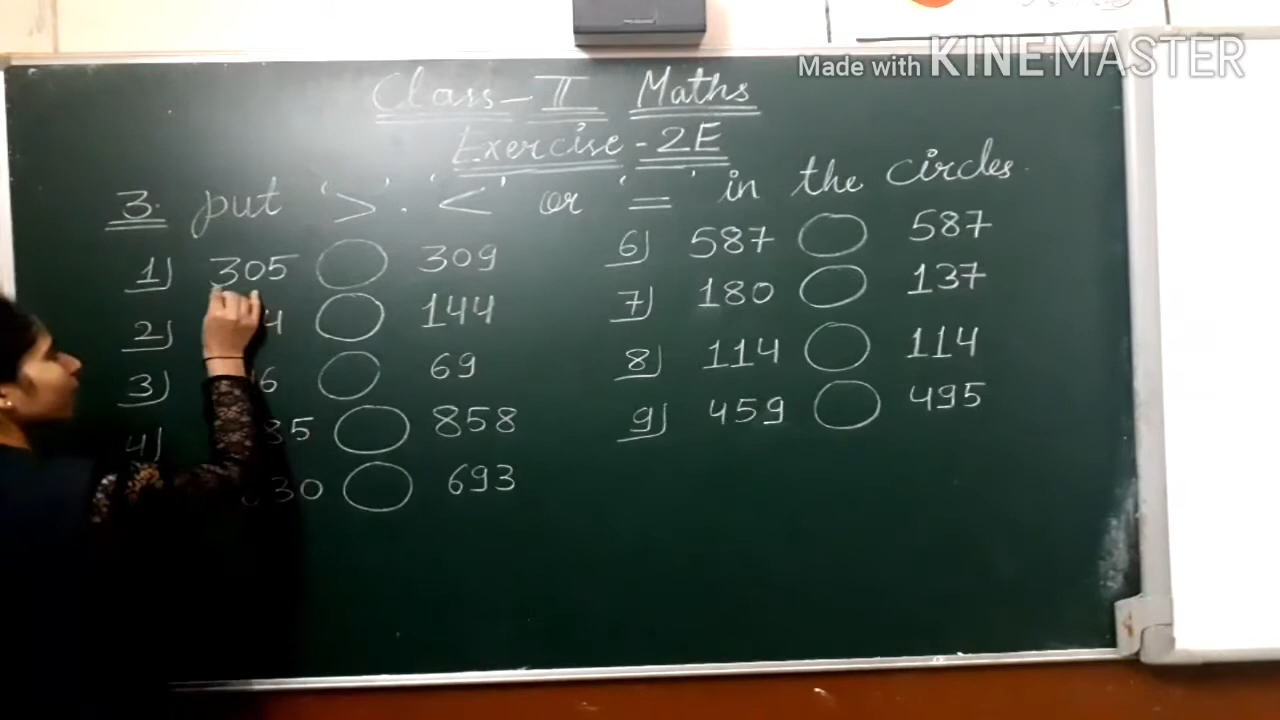 Made with KINEMASTER
Class - II Maths
Exercise - 2E
3. put '>', '<' or '=' in the circles.
1) 305 309
2) 144
3) 69
4) 858
693
6) 587 587
7) 180 137
8) 114 114
9) 459 495